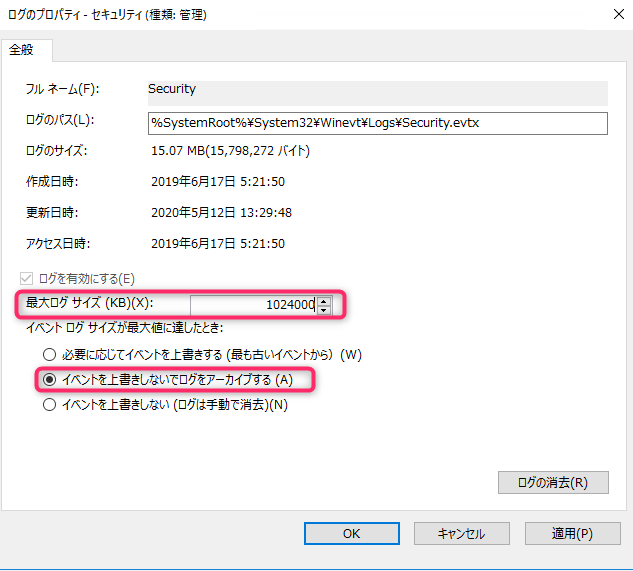 ログのプロパティ - セキュリティ (種類: 管理)
全般
フル ネーム(F): Security
ログのパス(L): %SystemRoot%¥System32¥Winevt¥Logs¥Security.evtx
ログのサイズ: 15.07 MB(15,798,272 バイト)
作成日時: 2019年6月17日 5:21:50
更新日時: 2020年5月12日 13:29:48
アクセス日時: 2019年6月17日 5:21:50
ログを有効にする(E)
最大ログ サイズ (KB)(X): 1024000
イベント ログ サイズが最大値に達したとき:
必要に応じてイベントを上書きする (最も古いイベントから) (W)
イベントを上書きしないでログをアーカイブする (A)
イベントを上書きしない (ログは手動で消去)(N)
ログの消去(R)
OK キャンセル 適用(P)